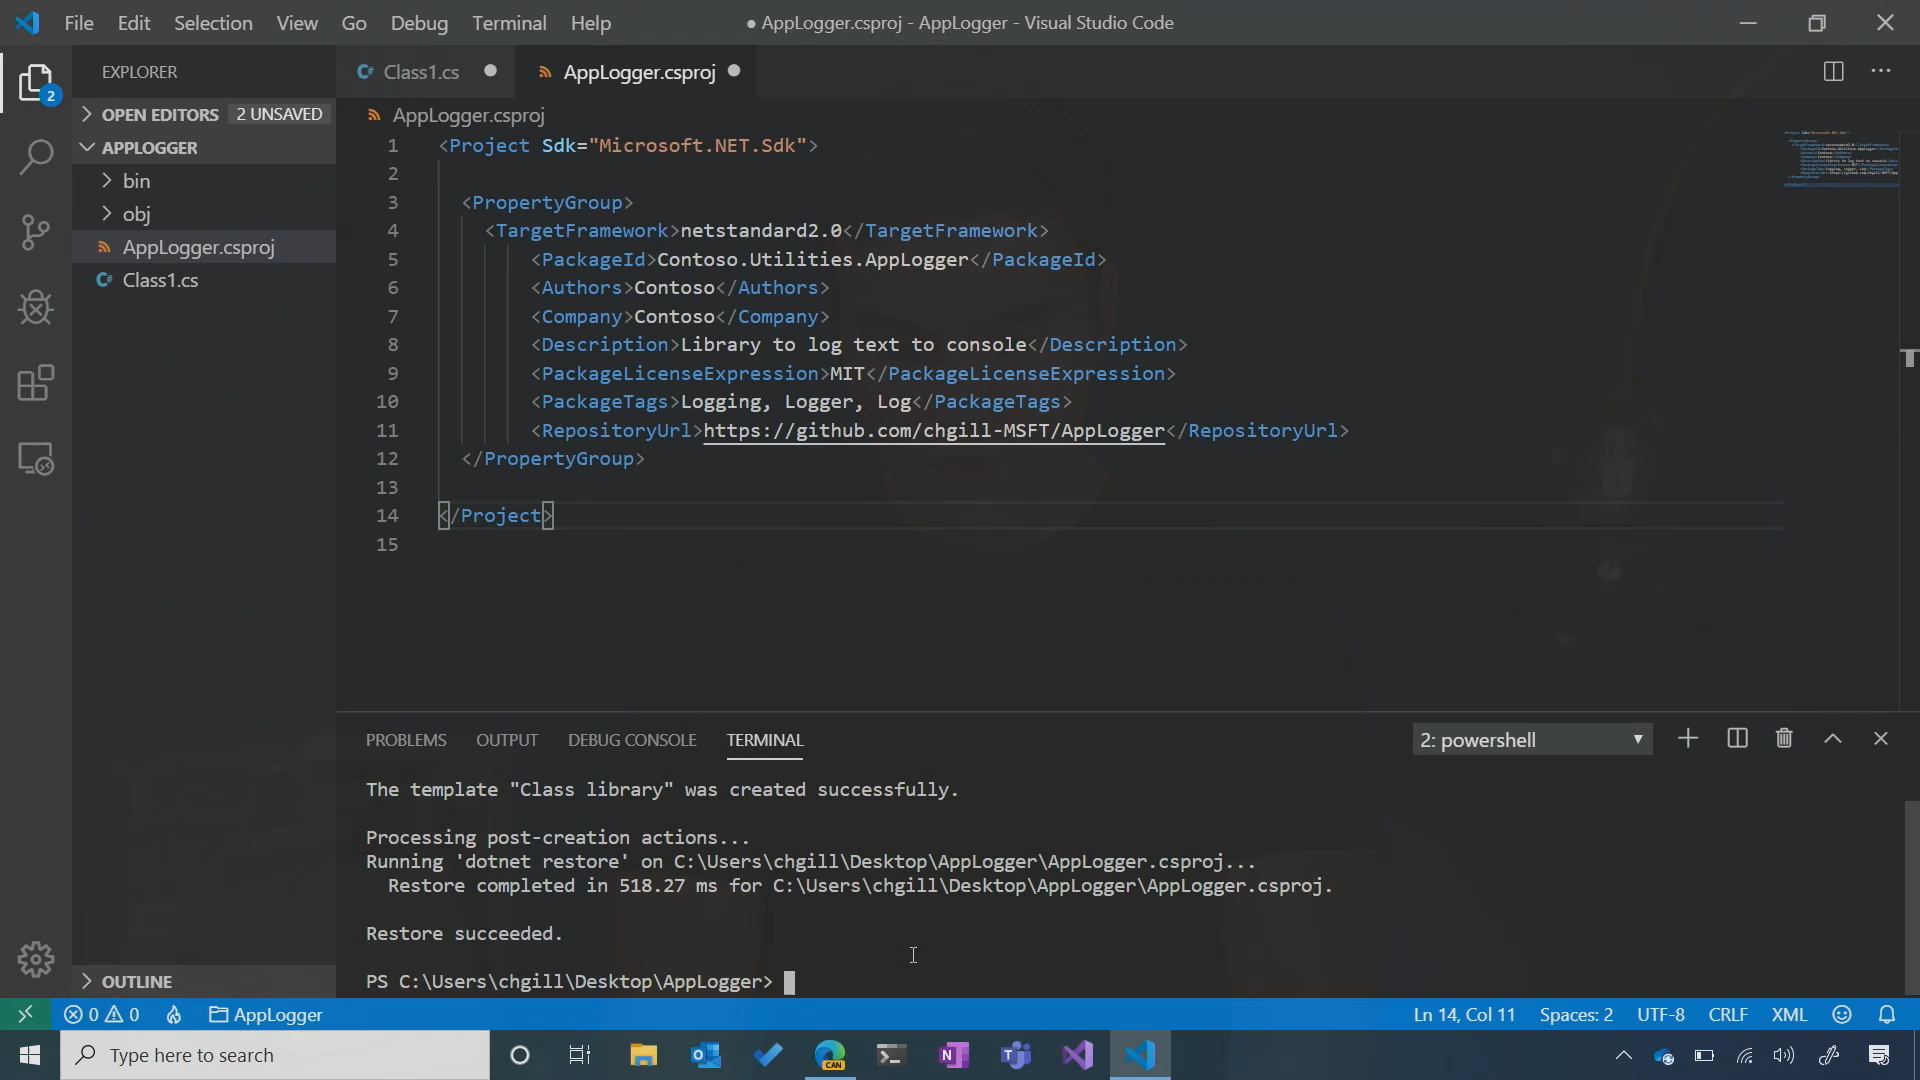 File Edit Selection View Go Debug Terminal Help
● AppLogger.csproj - AppLogger - Visual Studio Code
EXPLORER
OPEN EDITORS 2 UNSAVED
APPLOGGER
bin
obj
AppLogger.csproj
Class1.cs
OUTLINE
2
Class1.cs
AppLogger.csproj
AppLogger.csproj
1 <Project Sdk="Microsoft.NET.Sdk">
2
3 <PropertyGroup>
4 <TargetFramework>netstandard2.0</TargetFramework>
5 <PackageId>Contoso.Utilities.AppLogger</PackageId>
6 <Authors>Contoso</Authors>
7 <Company>Contoso</Company>
8 <Description>Library to log text to console</Description>
9 <PackageLicenseExpression>MIT</PackageLicenseExpression>
10 <PackageTags>Logging, Logger, Log</PackageTags>
11 <RepositoryUrl>https://github.com/chgill-MSFT/AppLogger</RepositoryUrl>
12 </PropertyGroup>
13
14 </Project>
15
PROBLEMS OUTPUT DEBUG CONSOLE TERMINAL
2: powershell
The template "Class library" was created successfully.
Processing post-creation actions...
Running 'dotnet restore' on C:\Users\chgill\Desktop\AppLogger\AppLogger.csproj...
Restore completed in 518.27 ms for C:\Users\chgill\Desktop\AppLogger\AppLogger.csproj.
Restore succeeded.
PS C:\Users\chgill\Desktop\AppLogger>
0 0 AppLogger
Ln 14, Col 11 Spaces: 2 UTF-8 CRLF XML
Type here to search
CAN